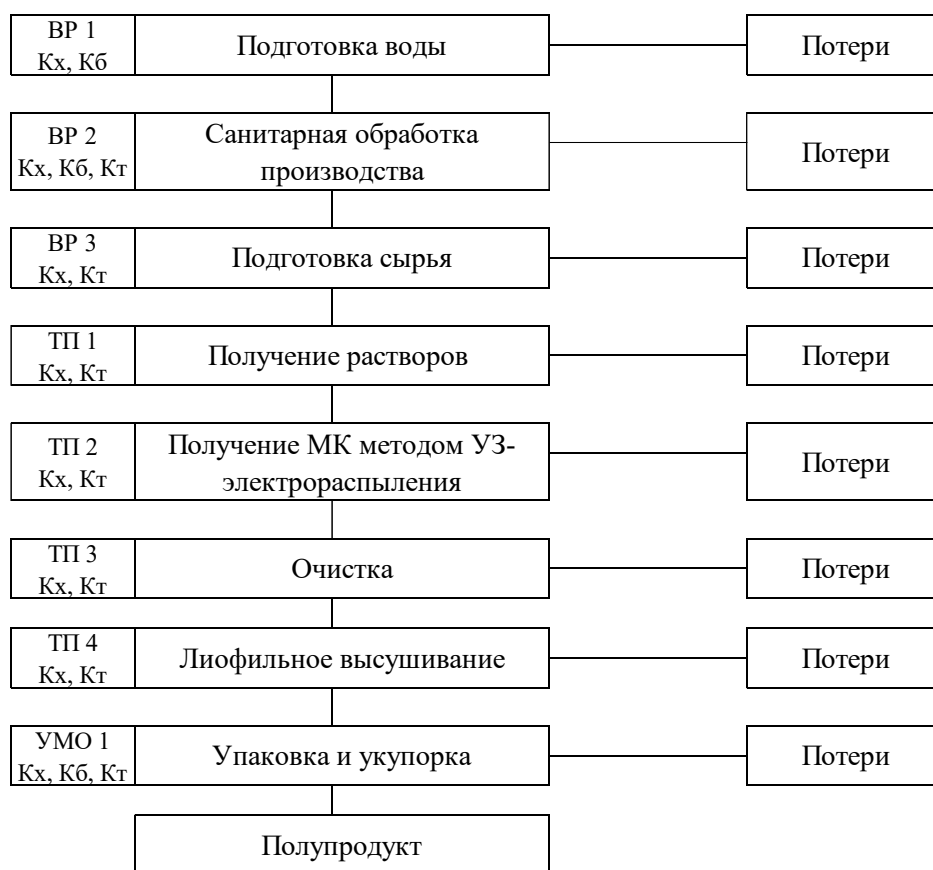 ВР 1
Кх, Кб
Подготовка воды
Потери
ВР 2
Кх, Кб, Кт
Санитарная обработка
производства
Потери
ВР 3
Кх, Кт
Подготовка сырья
Потери
ТП 1
Кх, Кт
Получение растворов
Потери
ТП 2
Кх, Кт
Получение МК методом УЗ-
электрораспыления
Потери
ТП 3
Кх, Кт
Очистка
Потери
ТП 4
Кх, Кт
Лиофильное высушивание
Потери
УМО 1
Кх, Кб, Кт
Упаковка и укупорка
Потери
Полупродукт